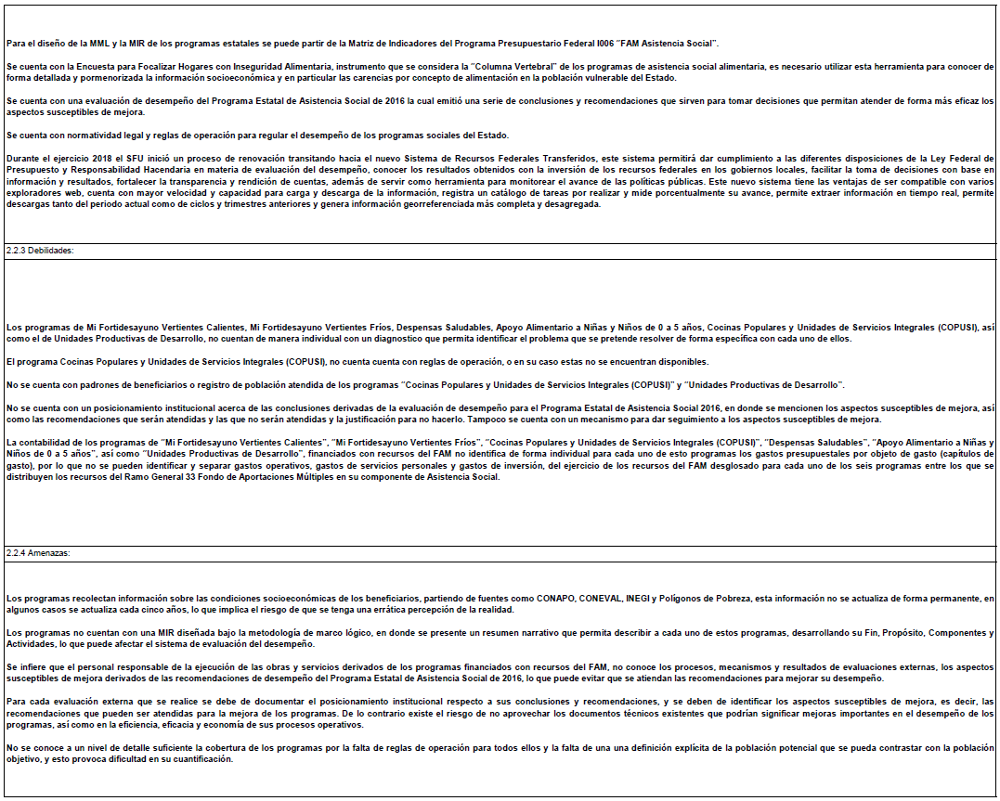 Para el diseño de la MML y la MIR de los programas estatales se puede partir de la Matriz de Indicadores del Programa Presupuestario Federal I006 "FAM Asistencia Social".
Se cuenta con la Encuesta para Focalizar Hogares con Inseguridad Alimentaria, instrumento que se considera la "Columna Vertebral" de los programas de asistencia social alimentaria, es necesario utilizar esta herramienta para conocer de
forma detallada y pormenorizada la información socioeconómica y en particular las carencias por concepto de alimentación en la población vulnerable del Estado.
Se cuenta con una evaluación de desempeño del Programa Estatal de Asistencia Social de 2016 la cual emitió una serie de conclusiones y recomendaciones que sirven para tomar decisiones que permitan atender de forma más eficaz los
aspectos susceptibles de mejora.
Se cuenta con normatividad legal y reglas de operación para regular el desempeño de los programas sociales del Estado.
Durante el ejercicio 2018 el SFU inició un proceso de renovación transitando hacia el nuevo Sistema de Recursos Federales Transferidos, este sistema permitirá dar cumplimiento a las diferentes disposiciones de la Ley Federal de
Presupuesto y Responsabilidad Hacendaria en materia de evaluación del desempeño, conocer los resultados obtenidos con la inversión de los recursos federales en los gobiernos locales, facilitar la toma de decisiones con base en
información y resultados, fortalecer la transparencia y rendición de cuentas, además de servir como herramienta para monitorear el avance de las políticas públicas. Este nuevo sistema tiene las ventajas de ser compatible con varios
exploradores web, cuenta con mayor velocidad y capacidad para carga y descarga de la información, registra un catálogo de tareas por realizar y mide porcentualmente su avance, permite extraer información en tiempo real, permite
descargas tanto del periodo actual como de ciclos y trimestres anteriores y genera información georreferenciada más completa y desagregada.
2.2.3 Debilidades:
Los programas de Mi Fortidesayuno Vertientes Calientes, Mi Fortidesayuno Vertientes Fríos, Despensas Saludables, Apoyo Alimentario a Niñas y Niños de 0 a 5 años, Cocinas Populares y Unidades de Servicios Integrales (COPUSI), así
como el de Unidades Productivas de Desarrollo, no cuentan de manera individual con un diagnostico que permita identificar el problema que se pretende resolver de forma específica con cada uno de ellos.
El programa Cocinas Populares y Unidades de Servicios Integrales (COPUSI), no cuenta cuenta con reglas de operación, o en su caso estas no se encuentran disponibles.
No se cuenta con padrones de beneficiarios o registro de población atendida de los programas "Cocinas Populares y Unidades de Servicios Integrales (COPUSI)" y "Unidades Productivas de Desarrollo".
No se cuenta con un posicionamiento institucional acerca de las conclusiones derivadas de la evaluación de desempeño para el Programa Estatal de Asistencia Social 2016, en donde se mencionen los aspectos susceptibles de mejora, así
como las recomendaciones que serán atendidas y las que no serán atendidas y la justificación para no hacerlo. Tampoco se cuenta con un mecanismo para dar seguimiento a los aspectos susceptibles de mejora.
La contabilidad de los programas de "Mi Fortidesayuno Vertientes Calientes", "Mi Fortidesayuno Vertientes Fríos", "Cocinas Populares y Unidades de Servicios Integrales (COPUSI)", "Despensas Saludables", "Apoyo Alimentario a Niñas y
Niños de 0 a 5 años", así como "Unidades Productivas de Desarrollo", financiados con recursos del FAM no identifica de forma individual para cada uno de esto programas los gastos presupuestales por objeto de gasto (capítulos de
gasto), por lo que no se pueden identificar y separar gastos operativos, gastos de servicios personales y gastos de inversión, del ejercicio de los recursos del FAM desglosado para cada uno de los seis programas entre los que se
distribuyen los recursos del Ramo General 33 Fondo de Aportaciones Múltiples en su componente de Asistencia Social.
2.2.4 Amenazas:
Los programas recolectan información sobre las condiciones socioeconómicas de los beneficiarios, partiendo de fuentes como CONAPO, CONEVAL, INEGI y Polígonos de Pobreza, esta información no se actualiza de forma permanente, en
algunos casos se actualiza cada cinco años, lo que implica el riesgo de que se tenga una errática percepción de la realidad.
Los programas no cuentan con una MIR diseñada bajo la metodología de marco lógico, en donde se presente un resumen narrativo que permita describir a cada uno de estos programas, desarrollando su Fin, Propósito, Componentes y
Actividades, lo que puede afectar el sistema de evaluación del desempeño.
Se infiere que el personal responsable de la ejecución de las obras y servicios derivados de los programas financiados con recursos del FAM, no conoce los procesos, mecanismos y resultados de evaluaciones externas, los aspectos
susceptibles de mejora derivados de las recomendaciones de desempeño del Programa Estatal de Asistencia Social de 2016, lo que puede evitar que se atiendan las recomendaciones para mejorar su desempeño.
Para cada evaluación externa que se realice se debe de documentar el posicionamiento institucional respecto a sus conclusiones y recomendaciones, y se deben de identificar los aspectos susceptibles de mejora, es decir, las
recomendaciones que pueden ser atendidas para la mejora de los programas. De lo contrario existe el riesgo de no aprovechar los documentos técnicos existentes que podrían significar mejoras importantes en el desempeño de los
programas, así como en la eficiencia, eficacia y economía de sus procesos operativos.
No se conoce a un nivel de detalle suficiente la cobertura de los programas por la falta de reglas de operación para todos ellos y la falta de una una definición explícita de la población potencial que se pueda contrastar con la población
objetivo, y esto provoca dificultad en su cuantificación.